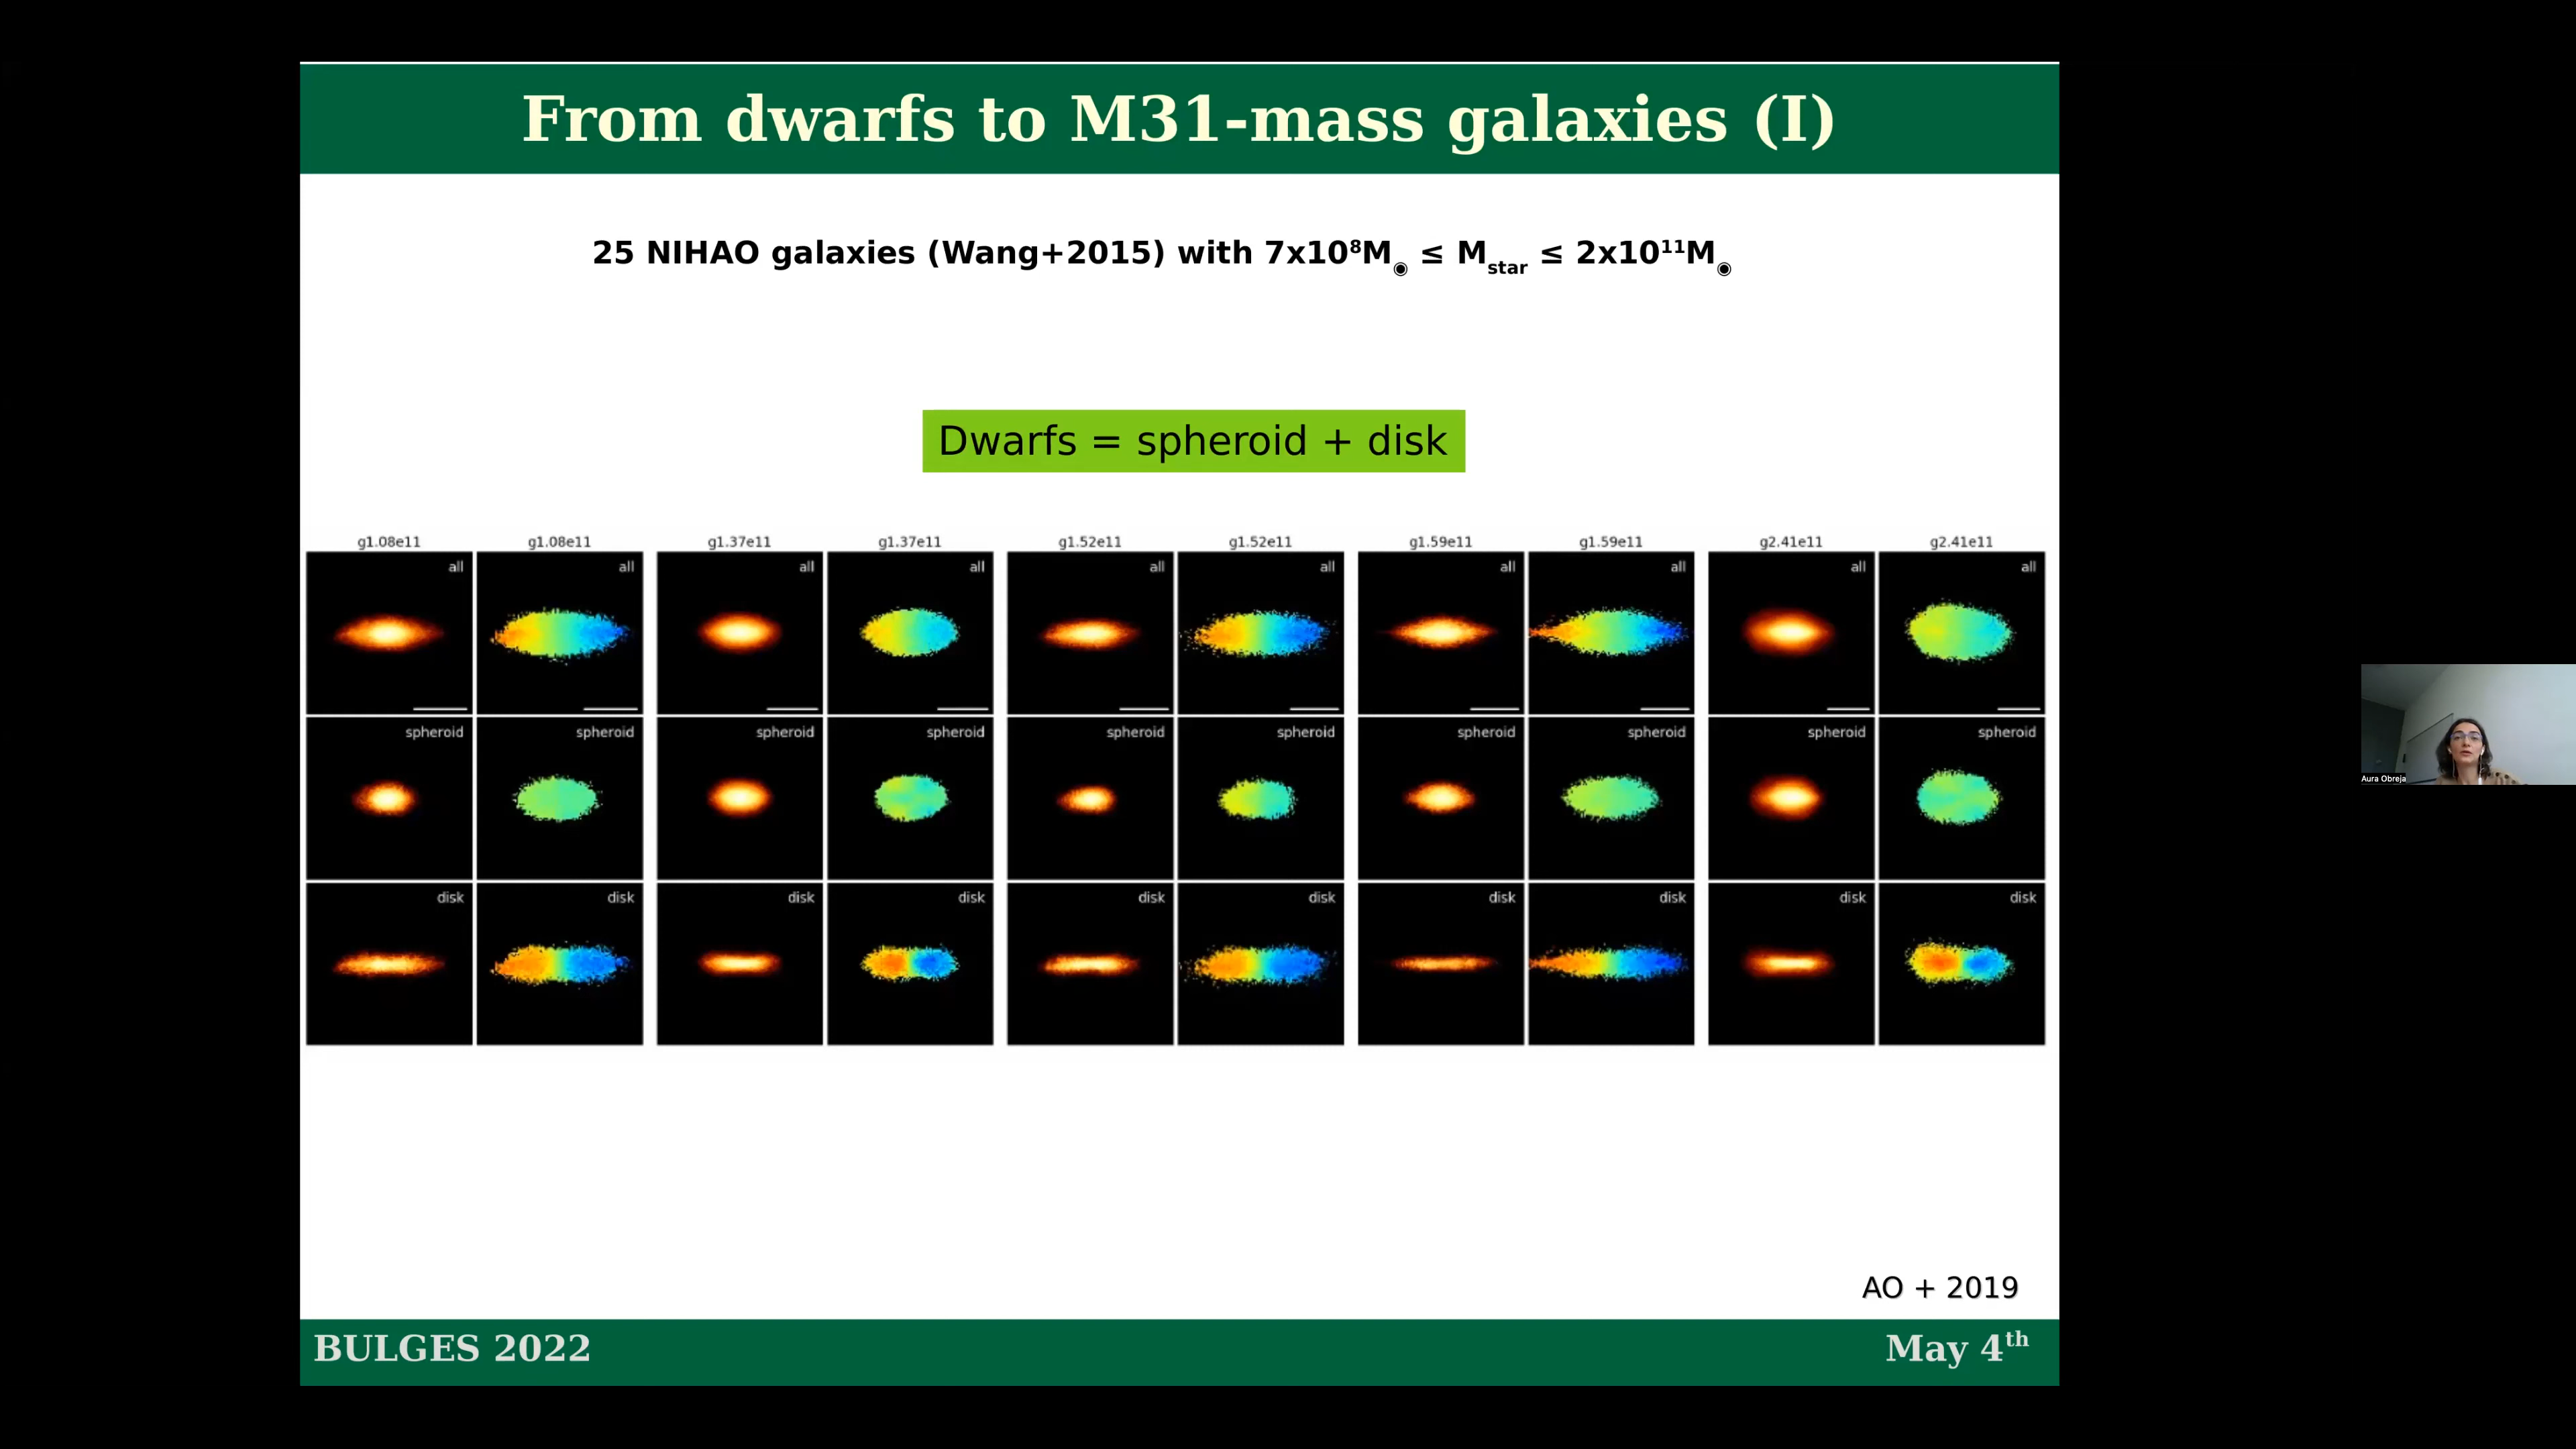 From dwarfs to M31-mass galaxies (I)
25 NIHAO galaxies (Wang+2015) with 7x10⁸M◉ ≤ Mstar ≤ 2x10¹¹M◉
Dwarfs = spheroid + disk
g1.08e11 g1.08e11 g1.37e11 g1.37e11 g1.52e11 g1.52e11 g1.59e11 g1.59e11 g2.41e11 g2.41e11
all all all all all all all all all all
spheroid spheroid spheroid spheroid spheroid spheroid spheroid spheroid spheroid spheroid
disk disk disk disk disk disk disk disk disk disk
Aura Obreja
AO + 2019
BULGES 2022 May 4th